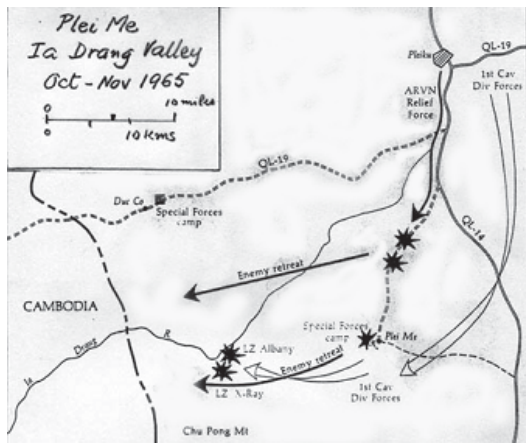 Plei Me
Ia Drang Valley
Oct - Nov 1965
0
10 miles
0
10 Kms
Pleiku
QL-19
1st Cav
Div Forces
ARVN
Relief
Force
QL-19
Duc Co
Special Forces
camp
QL-14
Enemy retreat
CAMBODIA
Ia Drang R
LZ Albany
Special Forces
camp
Plei Me
Enemy retreat
LZ X-Ray
1st Cav
Div Forces
Chu Pong Mt